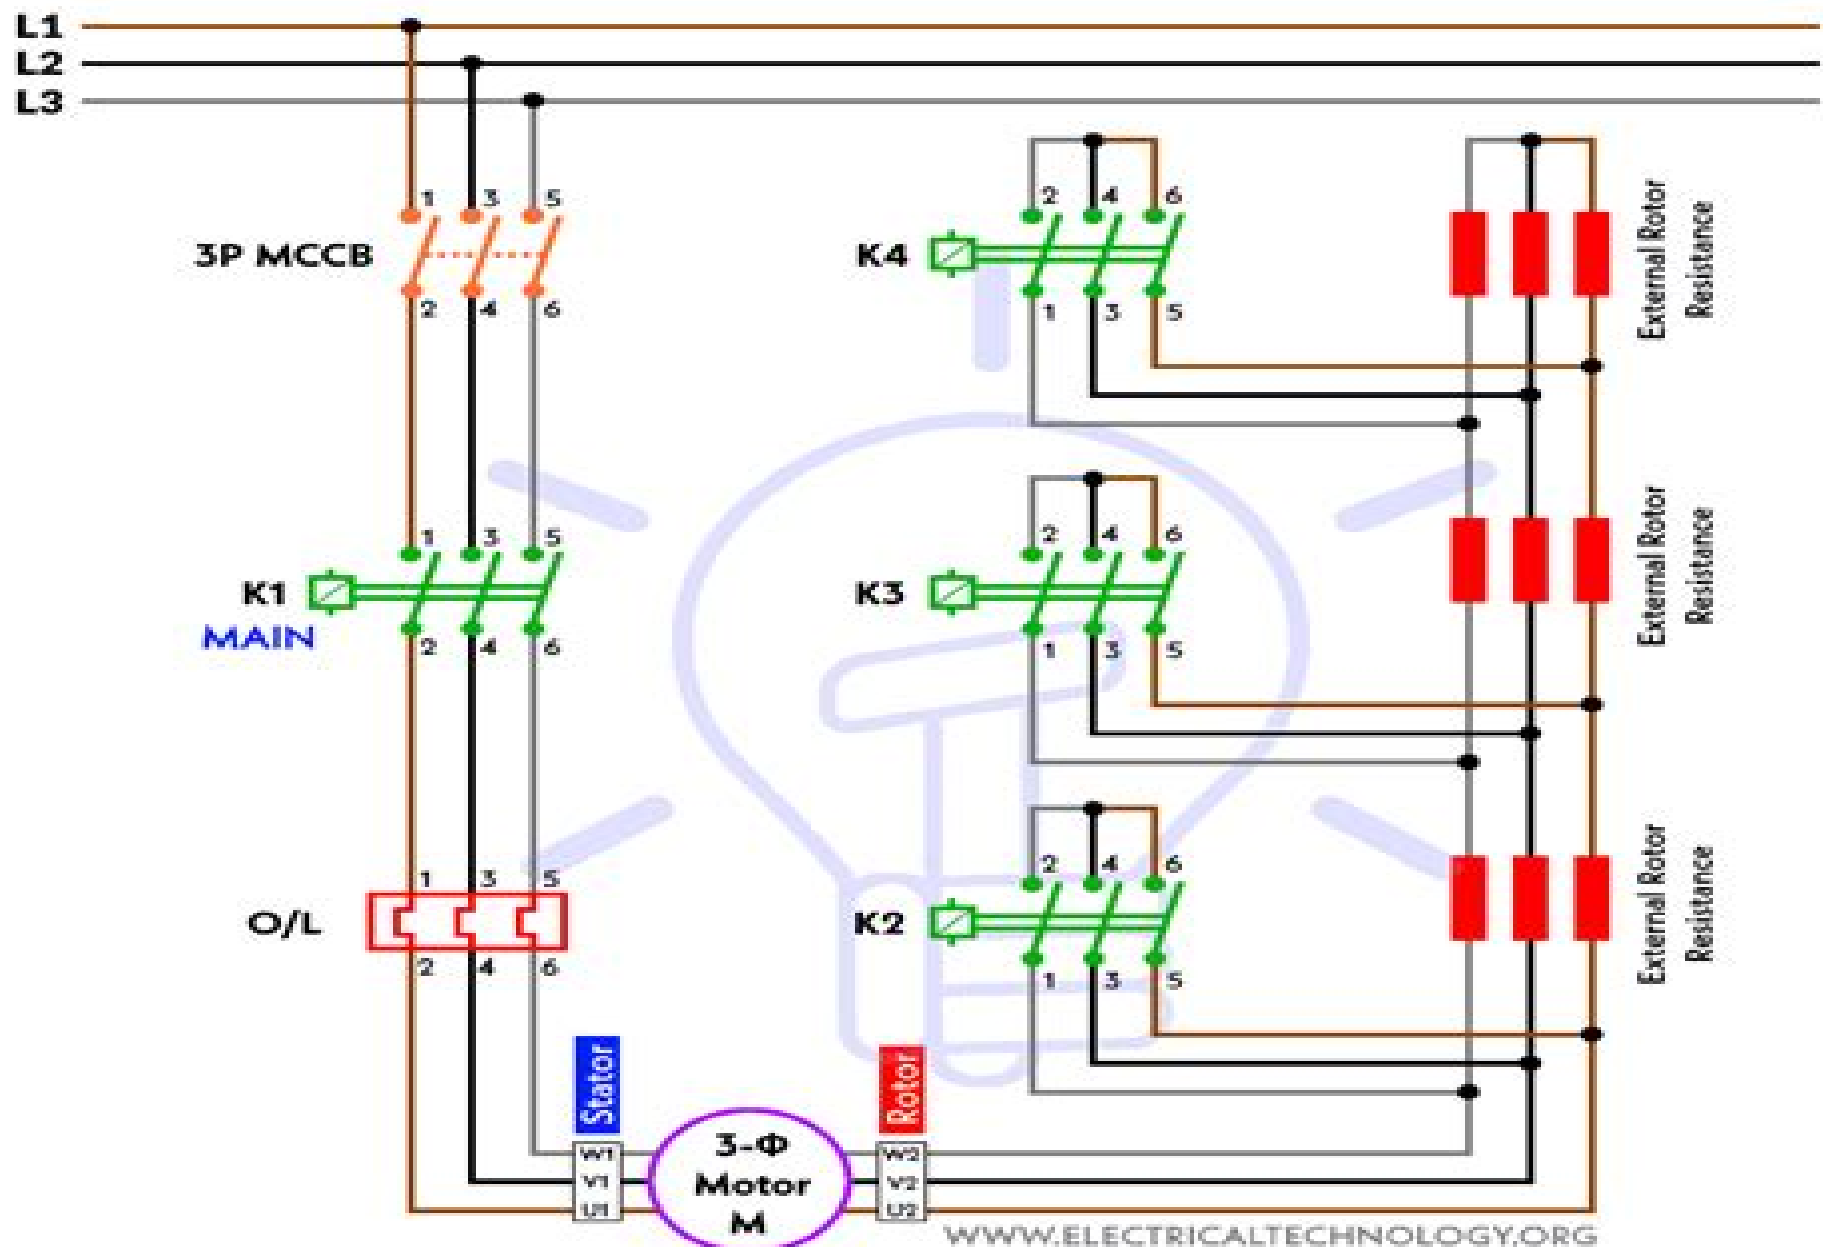 L1
L2
L3
1 3 5
3P MCCB
2 4 6
2 4 6
K4
1 3 5
External Rotor
Resistance
1 3 5
K1
MAIN
2 4 6
2 4 6
K3
1 3 5
External Rotor
Resistance
1 3 5
O/L
2 4 6
2 4 6
K2
1 3 5
External Rotor
Resistance
Stator
Rotor
W1
V1
U1
3-Φ
Motor
M
W2
V2
U2
WWW.ELECTRICALTECHNOLOGY.ORG